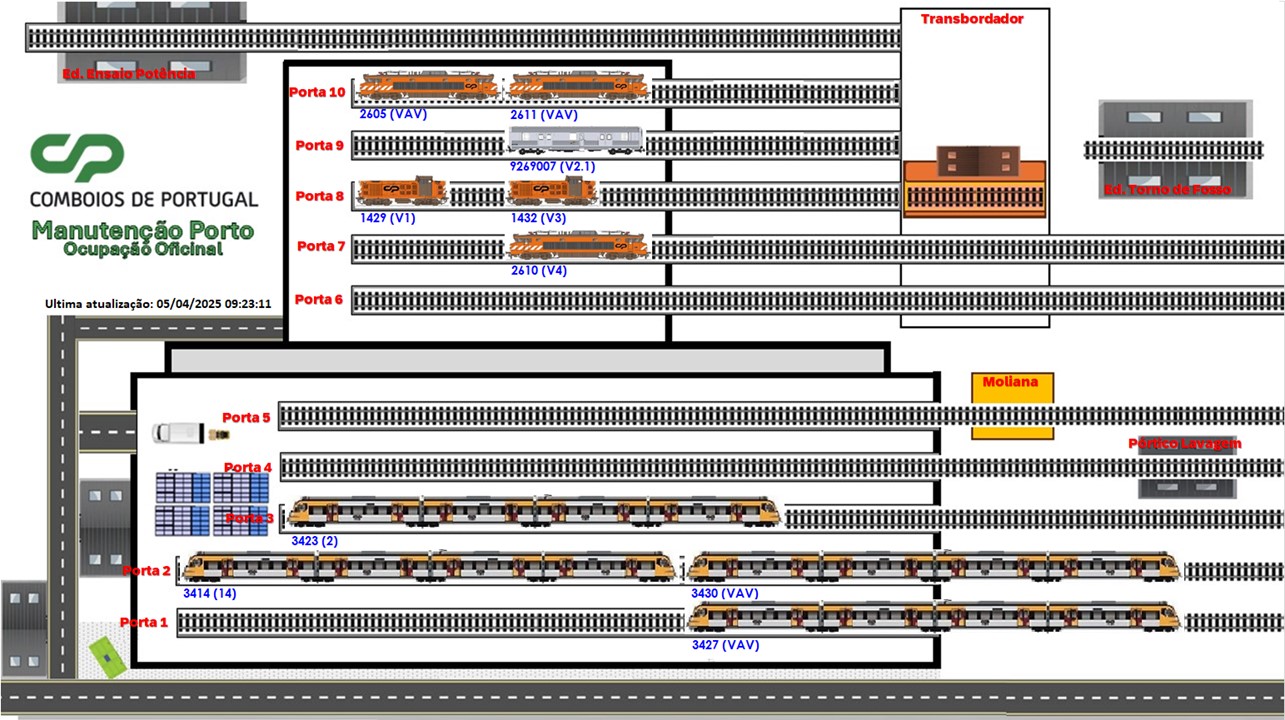 Transbordador
Ed. Ensaio Potência
Porta 10
2605 (VAV)
2611 (VAV)
Porta 9
9269007 (V2.1)
COMBOIOS DE PORTUGAL
Manutenção Porto
Ocupação Oficinal
Porta 8
1429 (V1)
1432 (V3)
Ed. Torno de Fosso
Porta 7
2610 (V4)
Porta 6
Ultima atualização: 05/04/2025 09:23:11
Moliana
Porta 5
Pórtico Lavagem
Porta 4
Porta 3
3423 (2)
Porta 2
3414 (14)
3430 (VAV)
Porta 1
3427 (VAV)